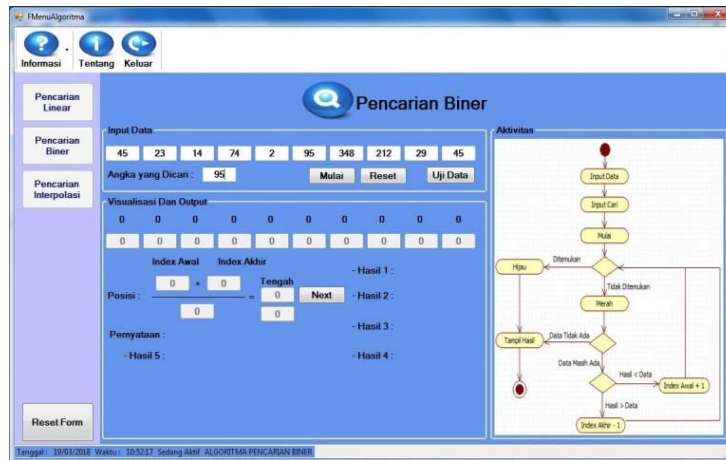 FMenuAlgoritma
Informasi Tentang Keluar
Pencarian Linear
Pencarian Biner
Pencarian Interpolasi
Reset Form
Pencarian Biner
Input Data
45 23 14 74 2 95 348 212 29 45
Angka yang Dicari : 95 Mulai Reset Uji Data
Visualisasi Dan Output
0 0 0 0 0 0 0 0 0 0
0 0 0 0 0 0 0 0 0 0
Index Awal Index Akhir
Posisi : 0 + 0 = Tengah 0 Next
0 0
Pernyataan :
- Hasil 1 :
- Hasil 2 :
- Hasil 3 :
- Hasil 5 : - Hasil 4 :
Aktivitas
Input Data
Input Cari
Mulai
Ditemukan
Hijau
Tidak Ditemukan
Merah
Tampil Hasil
Data Tidak Ada
Data Masih Ada
Hasil < Data
Index Awal + 1
Hasil > Data
Index Akhir - 1
Tanggal : 19/03/2018 Waktu : 10:52:17 Sedang Aktif ALGORITMA PENCARIAN BINER